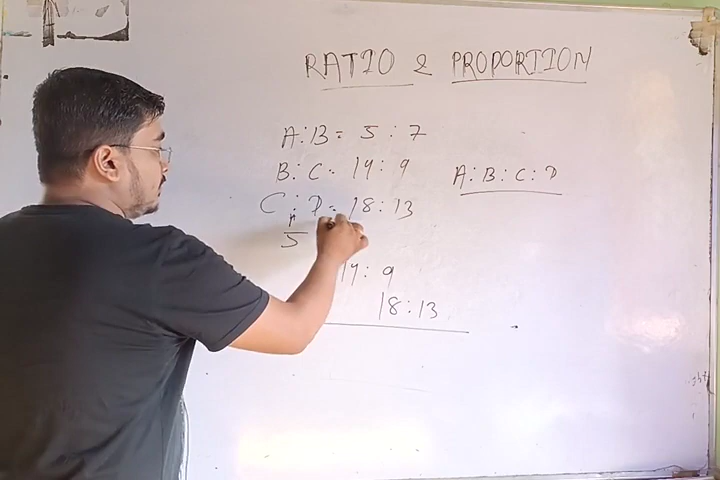 RATIO & PROPORTION
A:B = 5 : 7
B:C = 14 : 9
A:B:C:D
C:D = 18:13
A
5
14: 9
18:13